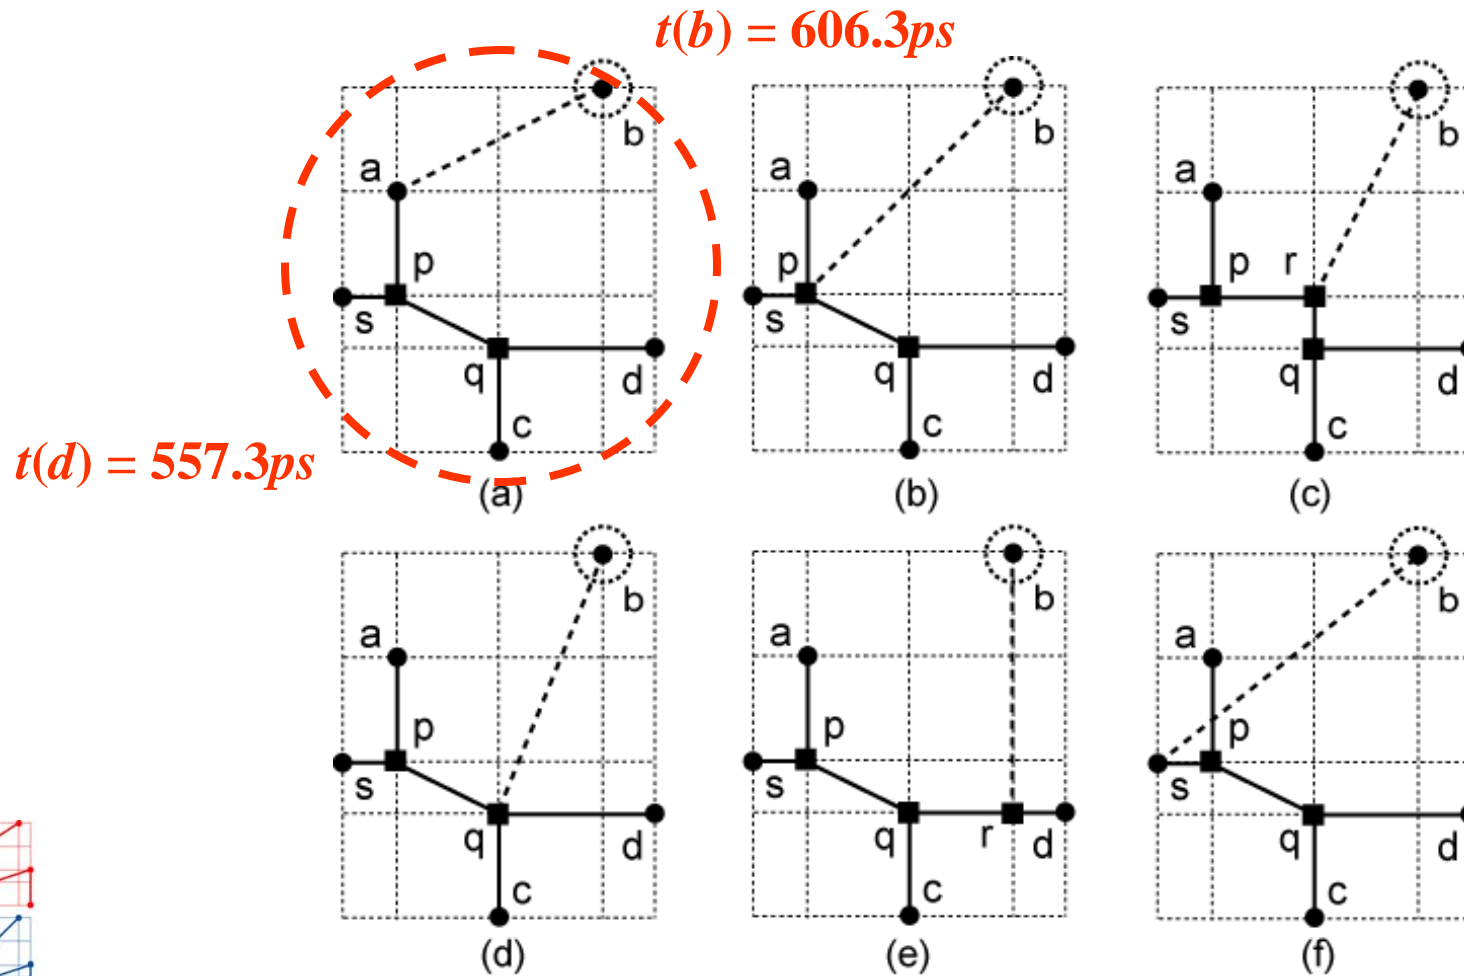 t(b) = 606.3ps
b b b
a a a
p p p r
s s s
q d q d q d
c c c
t(d) = 557.3ps
(a) (b) (c)
b b b
a a a
p p p
s s s
q d q r d q d
c c c
(d) (e) (f)